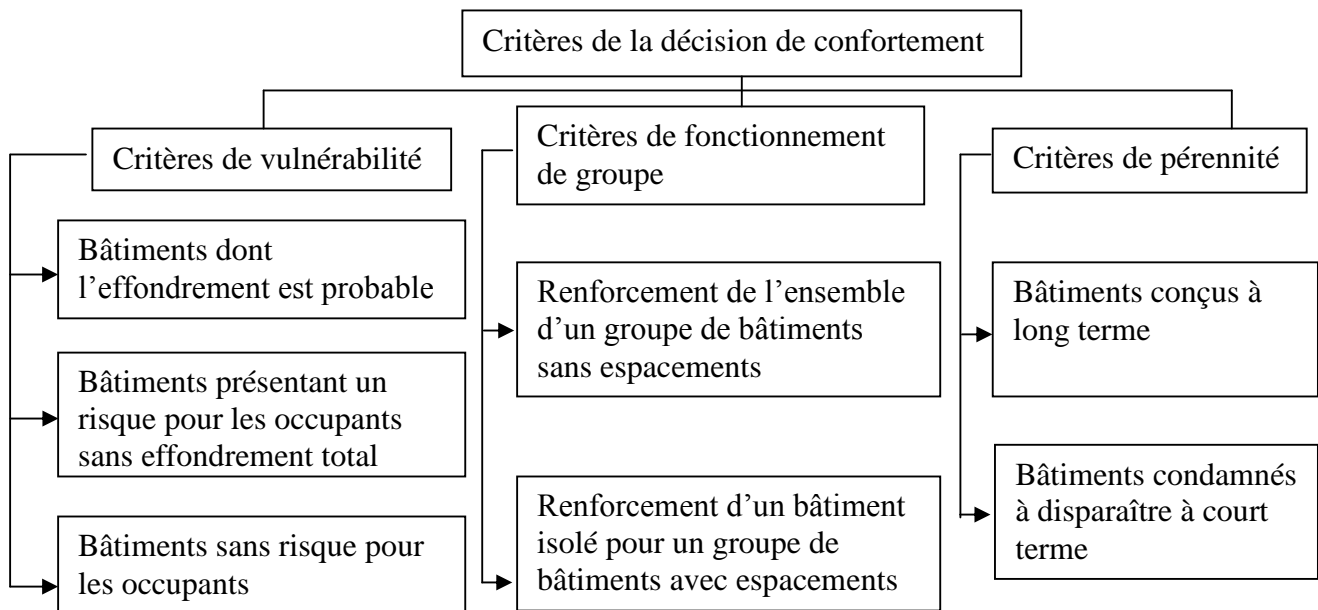 Critères de la décision de confortement
Critères de vulnérabilité
Bâtiments dont
l’effondrement est probable
Bâtiments présentant un
risque pour les occupants
sans effondrement total
Bâtiments sans risque pour
les occupants
Critères de fonctionnement
de groupe
Renforcement de l’ensemble
d’un groupe de bâtiments
sans espacements
Renforcement d’un bâtiment
isolé pour un groupe de
bâtiments avec espacements
Critères de pérennité
Bâtiments conçus à
long terme
Bâtiments condamnés
à disparaître à court
terme